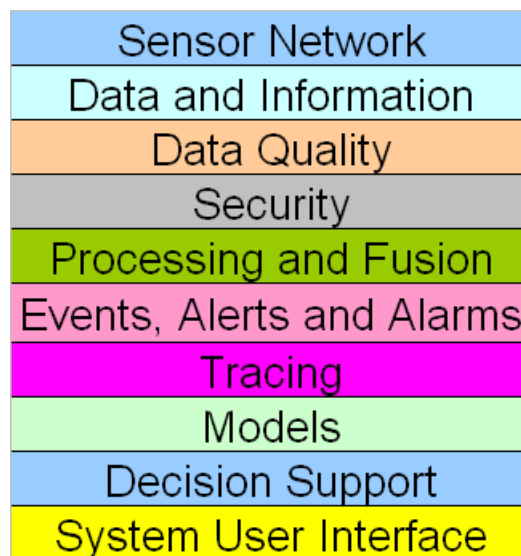 Sensor Network
Data and Information
Data Quality
Security
Processing and Fusion
Events, Alerts and Alarms
Tracing
Models
Decision Support
System User Interface